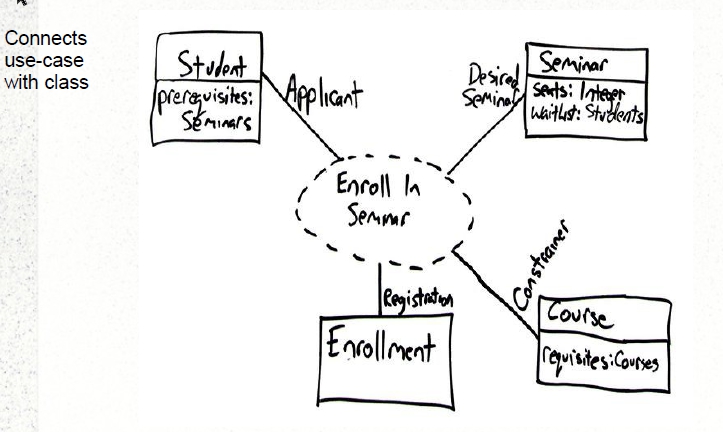 Connects
use-case
with class
Student
prerequisites:
Seminars
Applicant
Desired
Seminar
Seminar
seats: Integer
Waitlist: Students
Enroll In
Seminar
Registration
Enrollment
Constrainer
Course
requisites:Courses